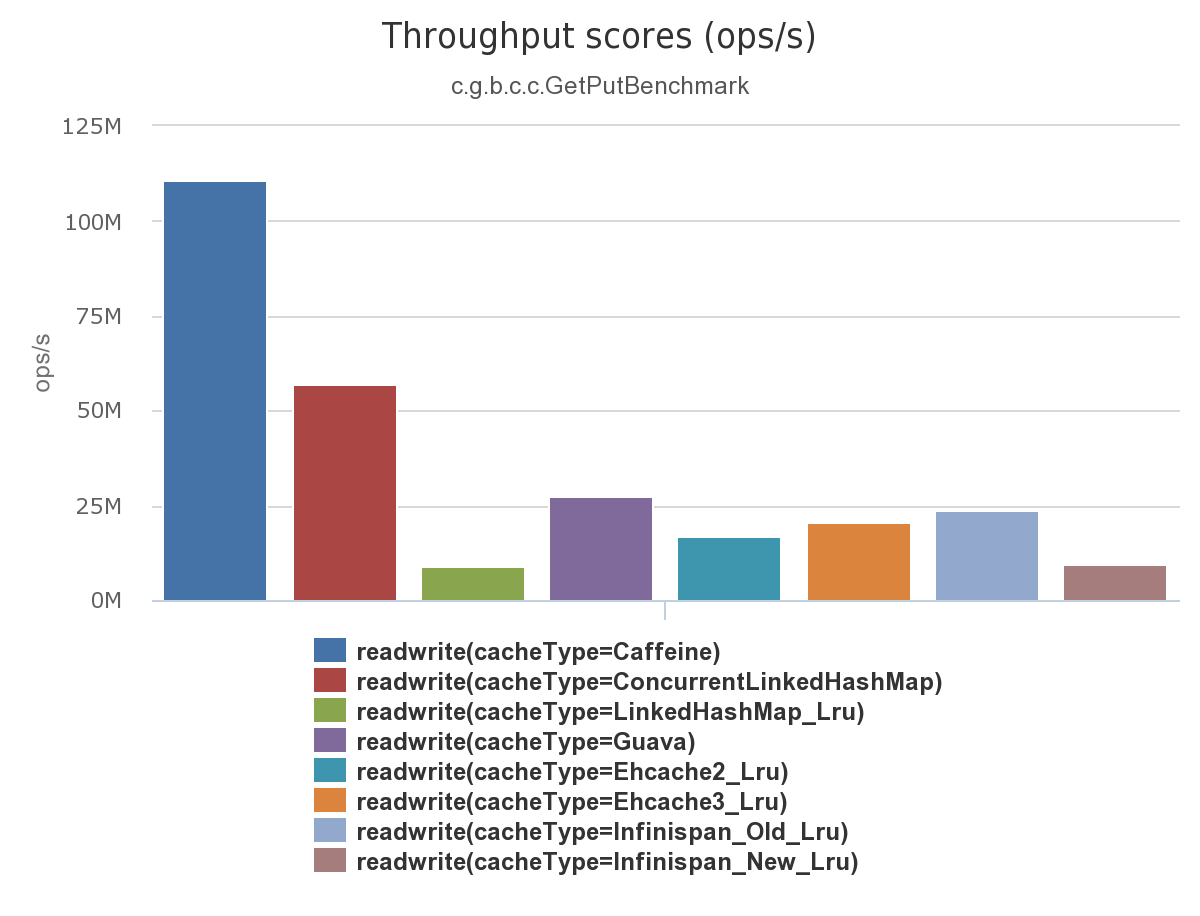 Throughput scores (ops/s)
c.g.b.c.c.GetPutBenchmark
125M
100M
75M
50M
25M
0M
ops/s
readwrite(cacheType=Caffeine)
readwrite(cacheType=ConcurrentLinkedHashMap)
readwrite(cacheType=LinkedHashMap_Lru)
readwrite(cacheType=Guava)
readwrite(cacheType=Ehcache2_Lru)
readwrite(cacheType=Ehcache3_Lru)
readwrite(cacheType=Infinispan_Old_Lru)
readwrite(cacheType=Infinispan_New_Lru)